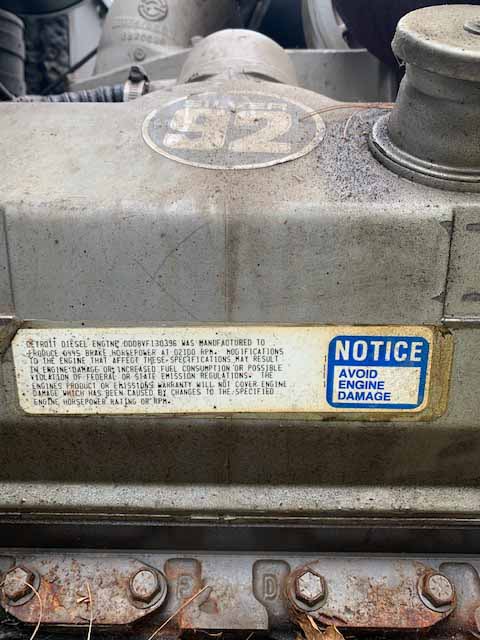 SILVER
92
DETROIT DIESEL ENGINE 0008VF130396 WAS MANUFACTURED TO
PRODUCE 0445 BRAKE HORSEPOWER AT 02100 RPM. MODIFICATIONS
TO THE ENGINE THAT AFFECT THESE SPECIFICATIONS MAY RESULT
IN ENGINE DAMAGE OR INCREASED FUEL CONSUMPTION OR POSSIBLE
VIOLATION OF FEDERAL OR STATE EMISSION REGULATIONS. THE
ENGINES PRODUCT OR EMISSIONS WARRANTY WILL NOT COVER ENGINE
DAMAGE WHICH HAS BEEN CAUSED BY CHANGES TO THE SPECIFIED
ENGINE HORSEPOWER RATING OR RPM.
NOTICE
AVOID
ENGINE
DAMAGE
D